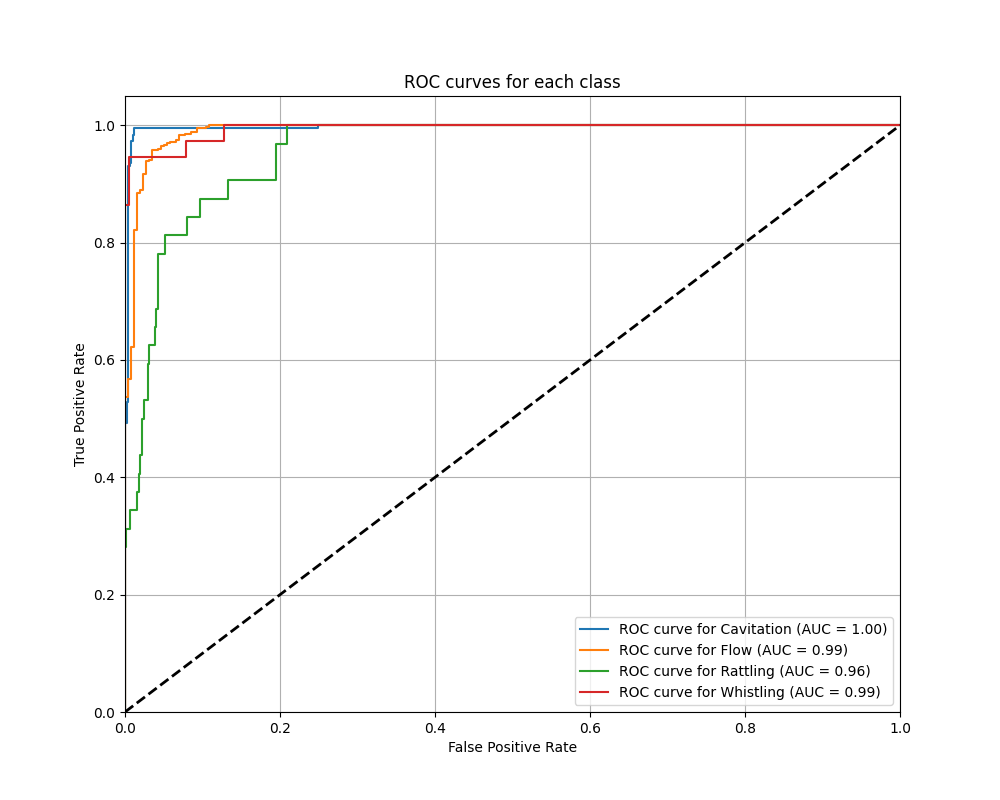 ROC curves for each class
True Positive Rate
1.0
0.8
0.6
0.4
0.2
0.0
0.0 0.2 0.4 0.6 0.8 1.0
False Positive Rate
ROC curve for Cavitation (AUC = 1.00)
ROC curve for Flow (AUC = 0.99)
ROC curve for Rattling (AUC = 0.96)
ROC curve for Whistling (AUC = 0.99)